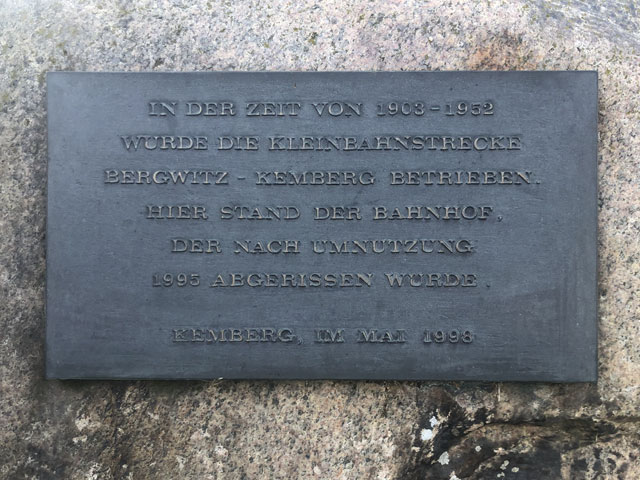 IN DER ZEIT VON 1903-1952
WURDE DIE KLEINBAHNSTRECKE
BERGWITZ - KEMBERG BETRIEBEN.
HIER STAND DER BAHNHOF,
DER NACH UMNUTZUNG
1995 ABGERISSEN WURDE.
KEMBERG, IM MAI 1998